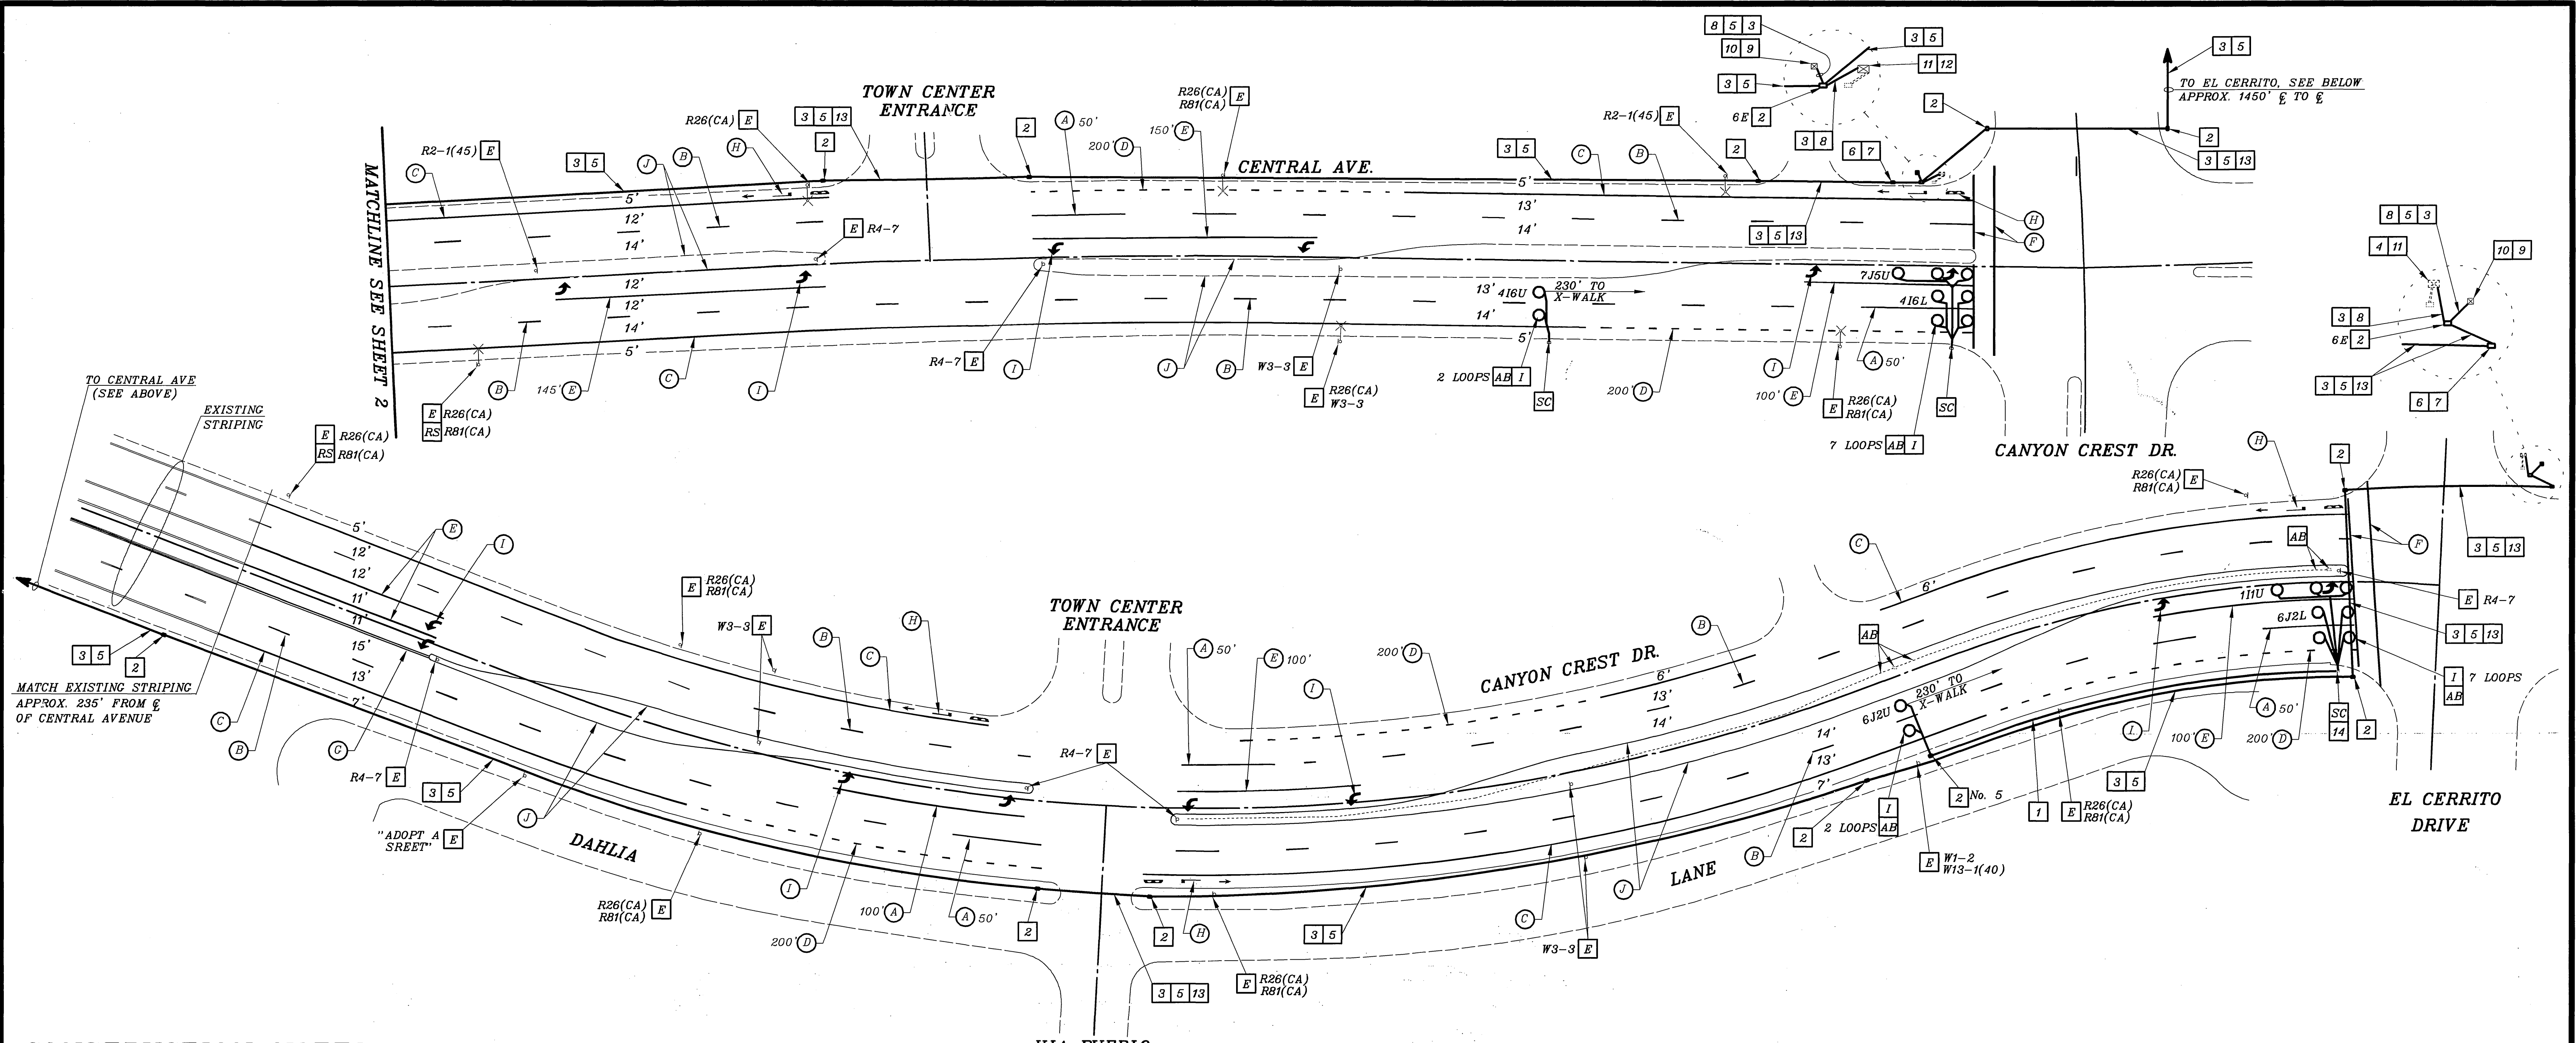 8 5 3
10 9
3 5
11 12
3 5
6E 2
3 8
6 7
2
3 5
TO EL CERRITO, SEE BELOW
APPROX. 1450' ℄ TO ℄
2
3 5 13
TOWN CENTER
ENTRANCE
R26(CA) E
3 5 13
2
R2-1(45) E
3 5
J
B
H
C
2
A 50'
200' D
150' E
R26(CA) E
R81(CA)
CENTRAL AVE.
3 5
C
B
R2-1(45) E
2
5'
12'
14'
E R4-7
5'
13'
14'
3 5 13
H
F
MATCHLINE SEE SHEET 2
12'
12'
14'
5'
13'
14'
5'
4I6U
230' TO
X-WALK
7J5U
4I6L
B
145' E
C
I
R4-7 E
I
J
B
W3-3 E
E R26(CA)
W3-3
2 LOOPS AB I
SC
200' D
I
100' E
A 50'
E R26(CA)
R81(CA)
SC
7 LOOPS AB I
CANYON CREST DR.
E R26(CA)
RS R81(CA)
8 5 3
4 11
10 9
3 8
6E 2
3 5 13
6 7
TO CENTRAL AVE
(SEE ABOVE)
EXISTING
STRIPING
E R26(CA)
RS R81(CA)
5'
12'
12'
11'
11'
15'
13'
7'
E
I
3 5
2
MATCH EXISTING STRIPING
APPROX. 235' FROM ℄
OF CENTRAL AVENUE
C
B
G
R4-7 E
3 5
"ADOPT A
SREET" E
J
DAHLIA
E R26(CA)
R81(CA)
W3-3 E
B
C
H
TOWN CENTER
ENTRANCE
R4-7 E
R26(CA)
R81(CA) E
I
200' D
100' A
A 50'
2
2
H
3 5 13
E R26(CA)
R81(CA)
VIA PUEBLO
A 50'
E 100'
I
200' D
CANYON CREST DR.
6'
13'
14'
B
AB
C
6'
R26(CA)
R81(CA) E
H
2
AB
F
3 5 13
1I1U
6J2L
E R4-7
3 5 13
I 7 LOOPS
AB
230' TO
X-WALK
6J2U
14'
13'
7'
I
2 LOOPS AB
2 No. 5
2
1
E R26(CA)
R81(CA)
3 5
I
100' E
200' D
A 50'
SC
14
2
EL CERRITO
DRIVE
E W1-2
W13-1(40)
LANE
B
J
C
W3-3 E
3 5